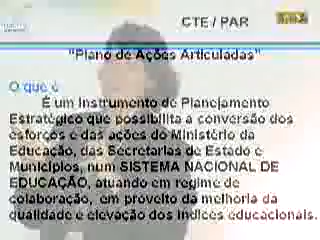 CTE / PAR
"Plano de Ações Articuladas"
O que é
É um Instrumento de Planejamento
Estratégico que possibilita a conversão dos
esforços e das ações do Ministério da
Educação, das Secretarias de Estado e
Municípios, num SISTEMA NACIONAL DE
EDUCAÇÃO, atuando em regime de
colaboração, em proveito da melhoria da
qualidade e elevação dos índices educacionais.